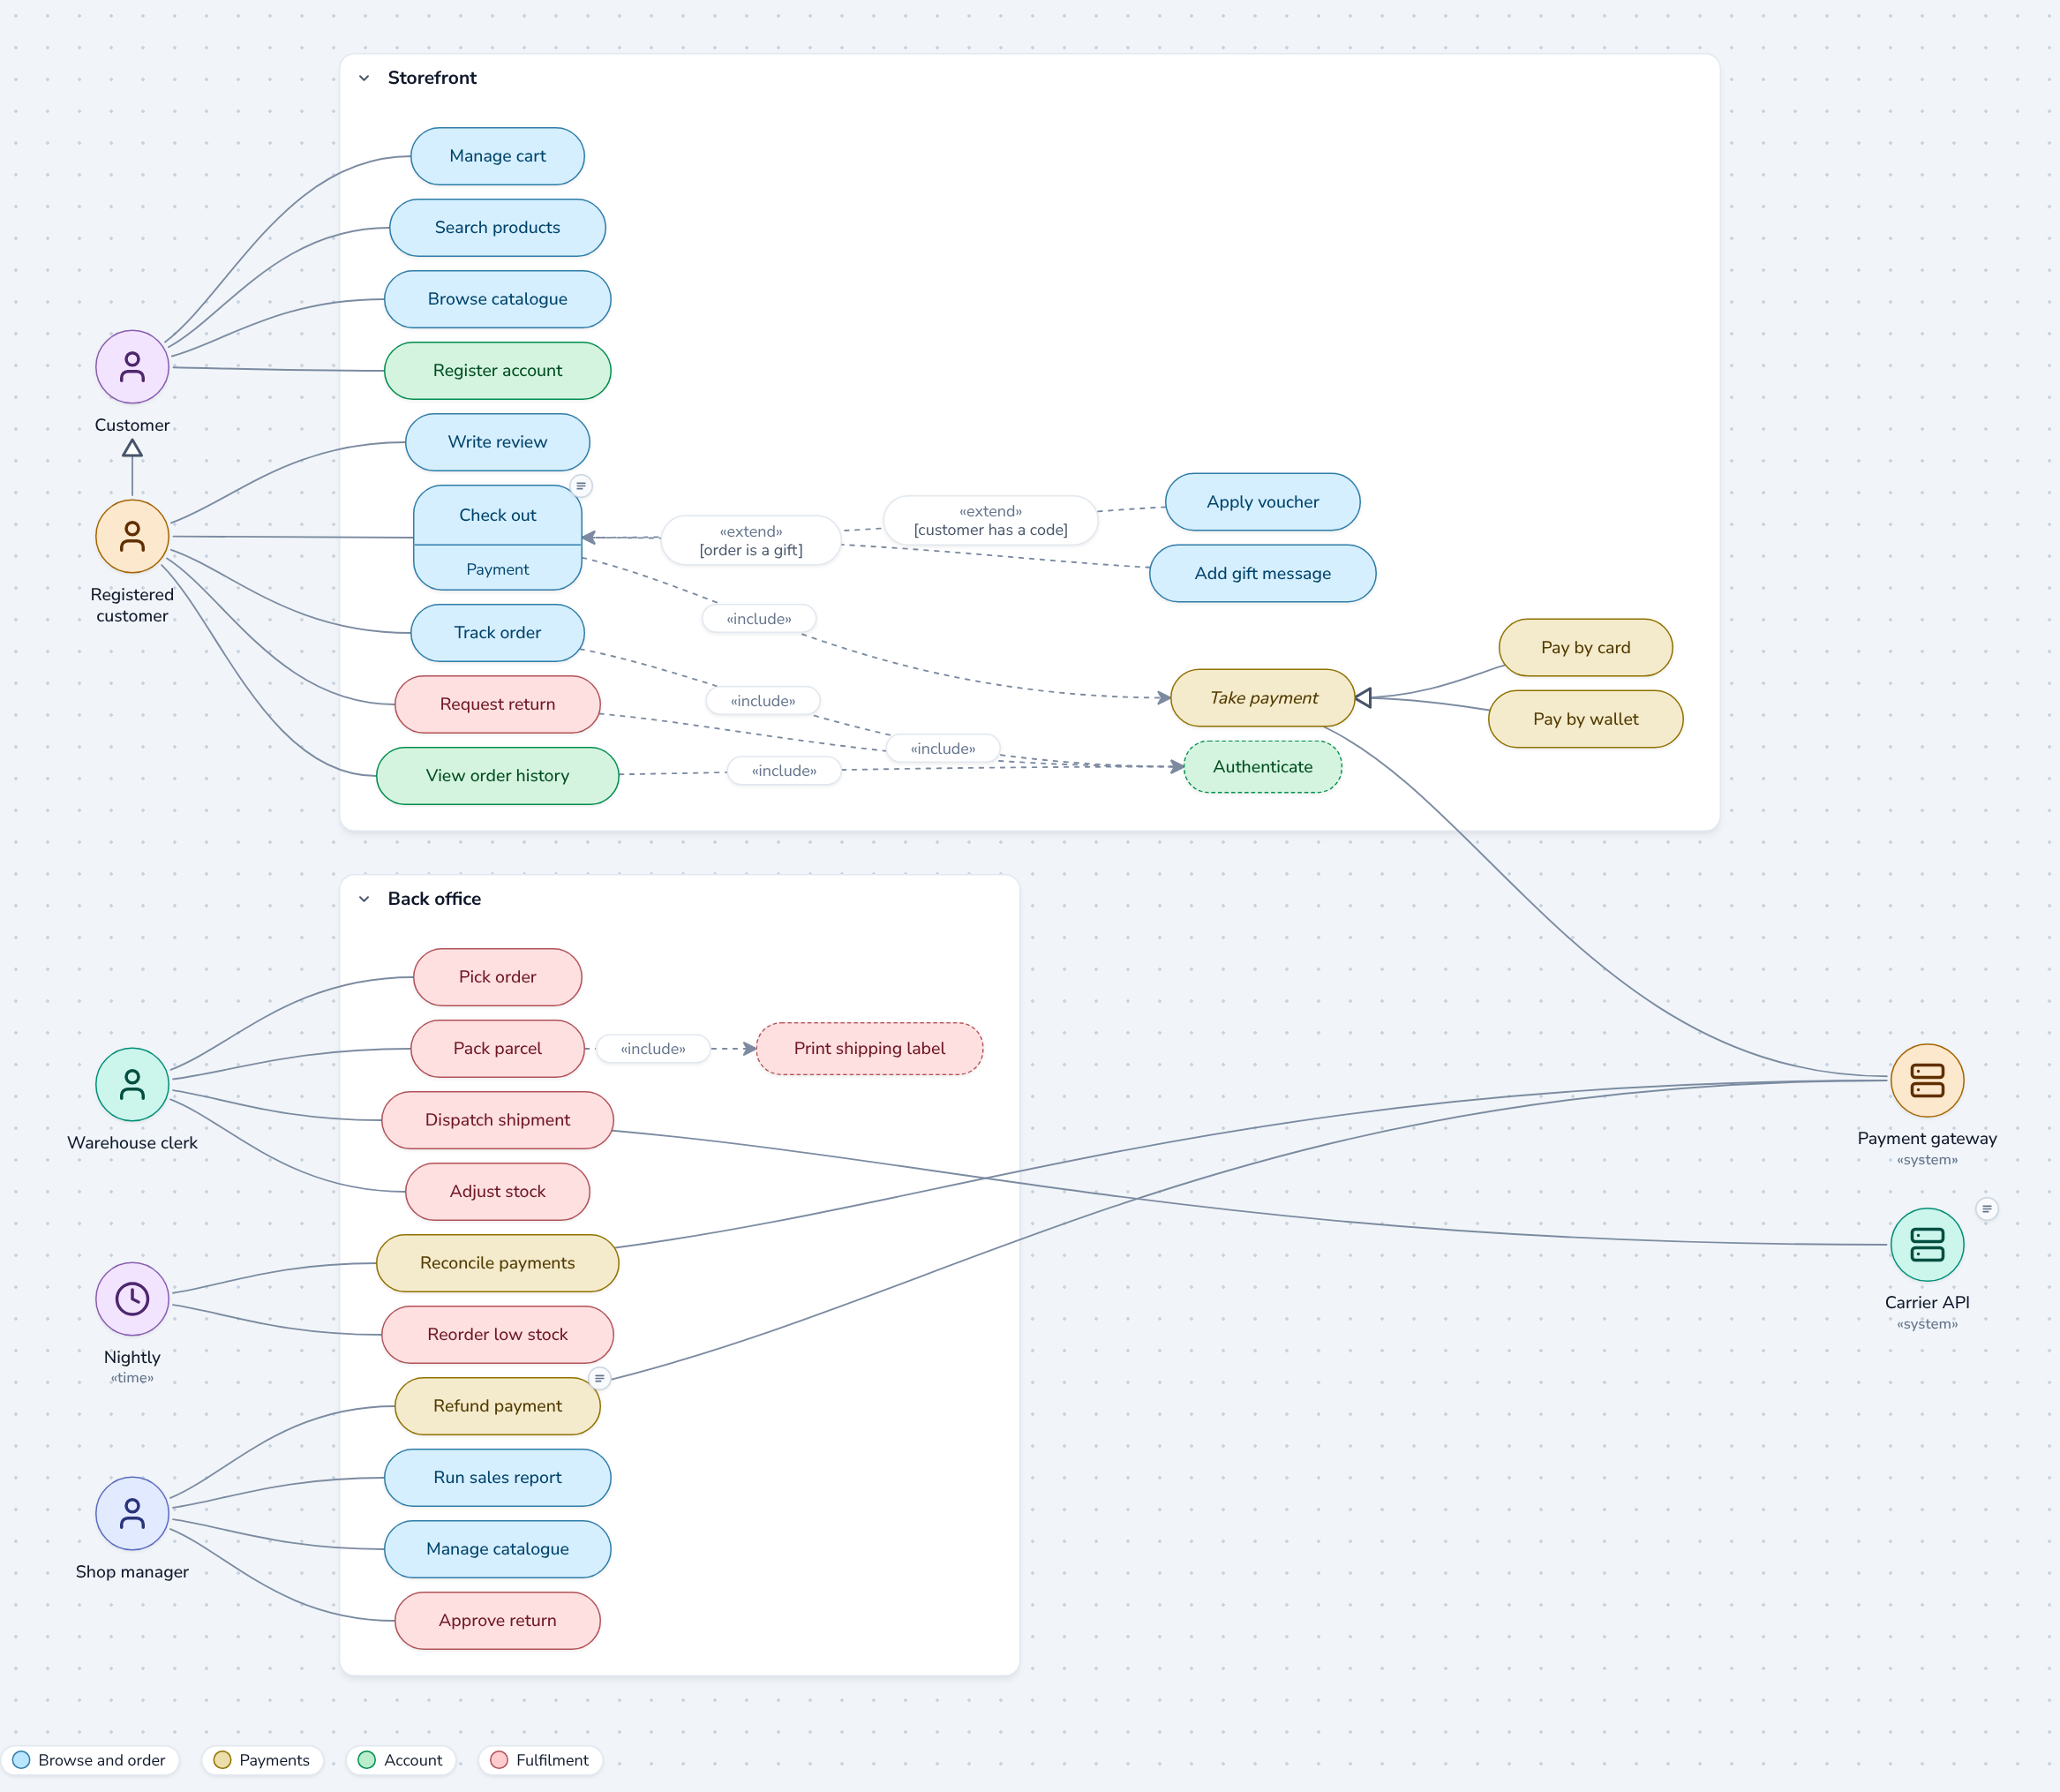 Storefront
Manage cart
Search products
Browse catalogue
Register account
Customer
Write review
Check out
Payment
«extend»
[order is a gift]
«extend»
[customer has a code]
Apply voucher
Add gift message
Registered
customer
«include»
Track order
Pay by card
Request return
«include»
Take payment
Pay by wallet
«include»
View order history
«include»
Authenticate
Back office
Pick order
Pack parcel
«include»
Print shipping label
Warehouse clerk
Dispatch shipment
Payment gateway
«system»
Adjust stock
Reconcile payments
Carrier API
«system»
Nightly
«time»
Reorder low stock
Refund payment
Run sales report
Manage catalogue
Shop manager
Approve return
Browse and order
Payments
Account
Fulfilment